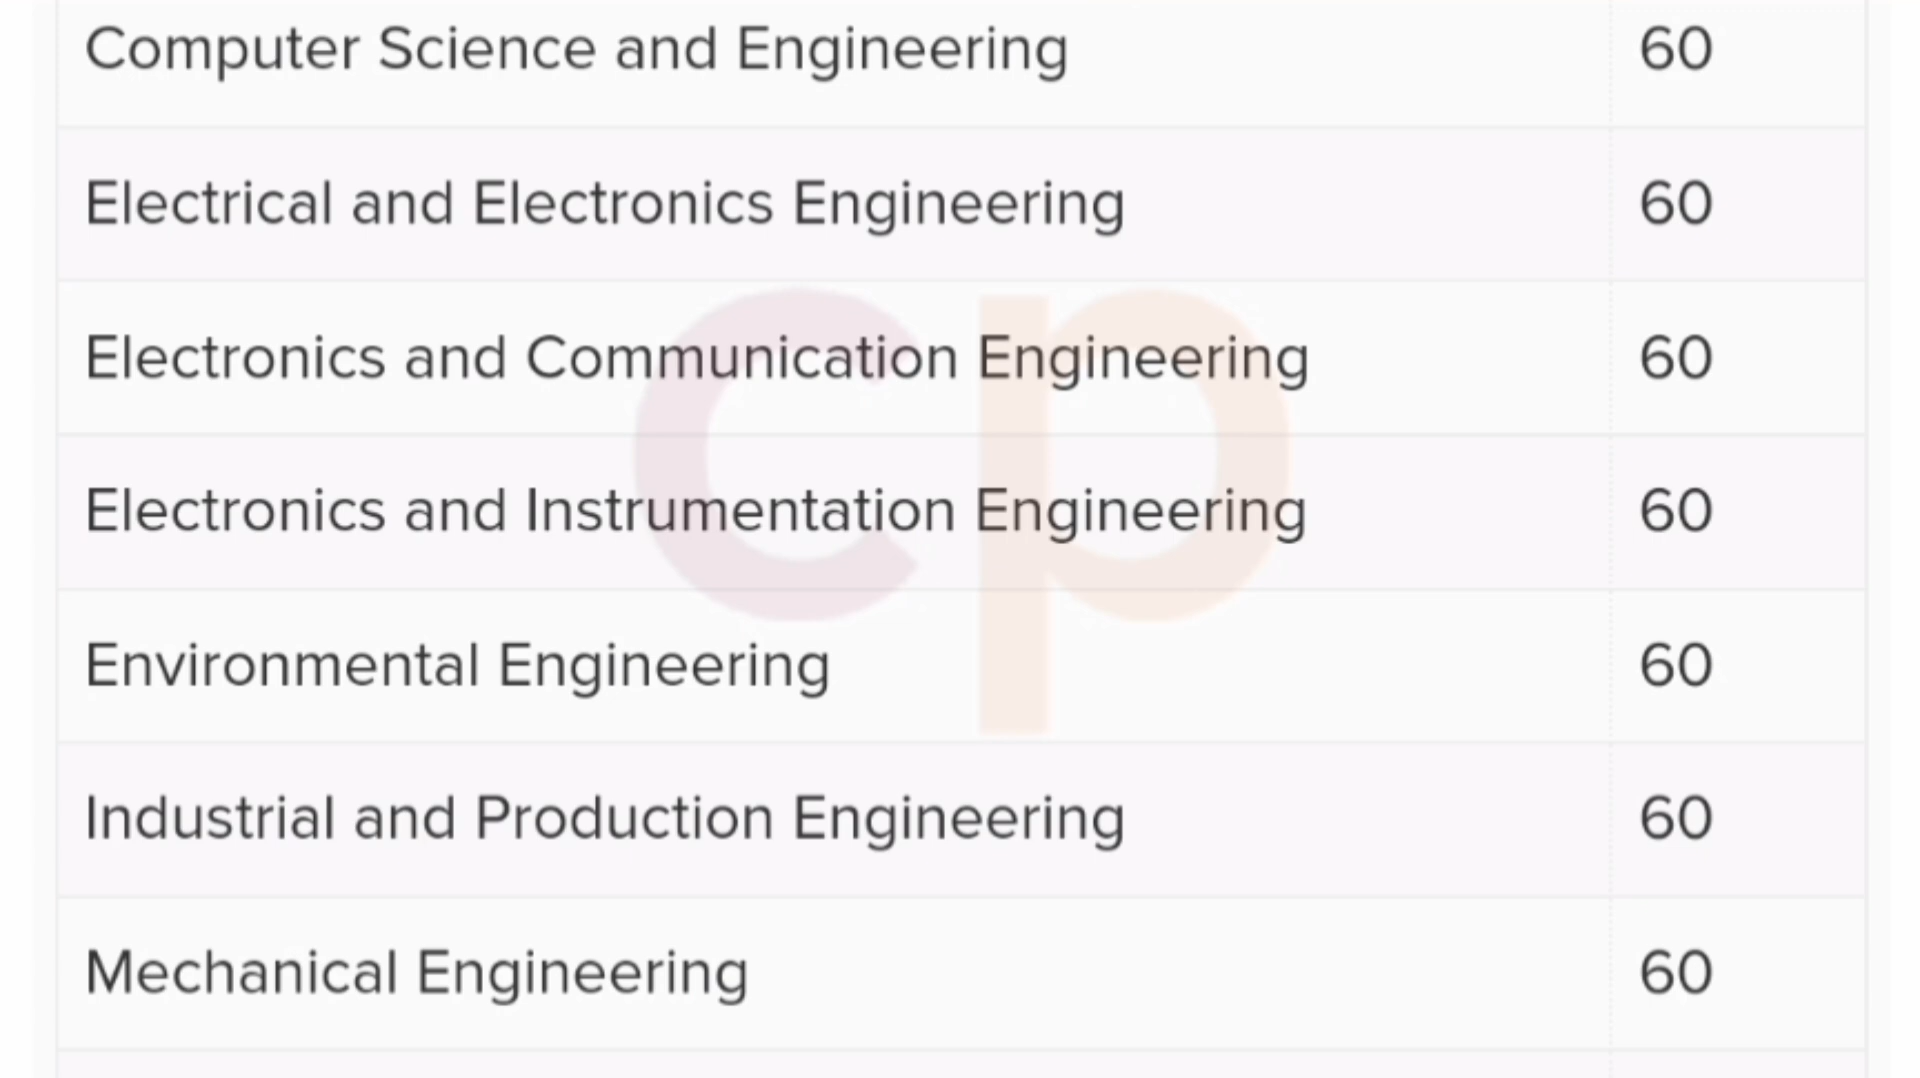 Computer Science and Engineering 60
Electrical and Electronics Engineering 60
Electronics and Communication Engineering 60
Electronics and Instrumentation Engineering 60
Environmental Engineering 60
Industrial and Production Engineering 60
Mechanical Engineering 60
cp